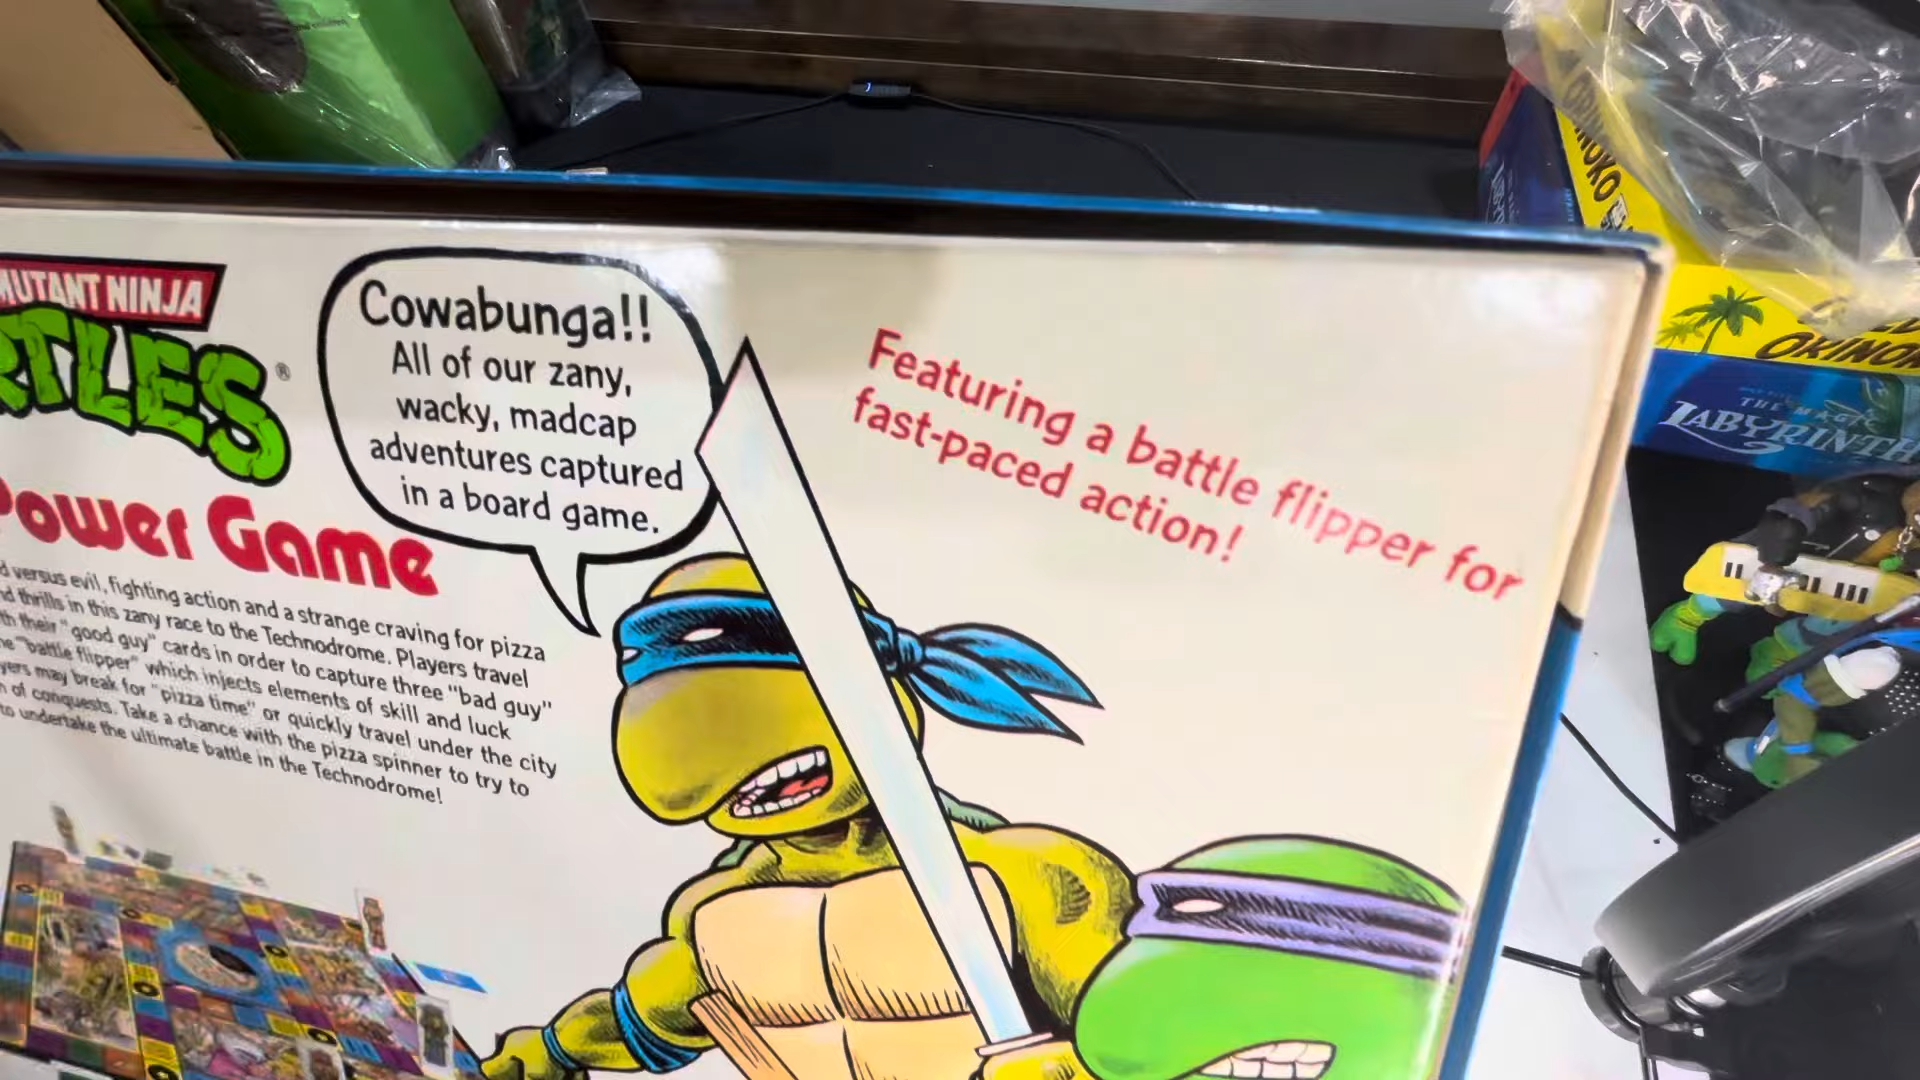 MUTANT NINJA
RTLES®
Power Game
Cowabunga!!
All of our zany,
wacky, madcap
adventures captured
in a board game.
Featuring a battle flipper for
fast-paced action!
versus evil, fighting action and a strange craving for pizza
thrills in this zany race to the Technodrome. Players travel
their "good guy" cards in order to capture three "bad guy"
"battle flipper" which injects elements of skill and luck
may break for "pizza time" or quickly travel under the city
of conquests. Take a chance with the pizza spinner to try to
to undertake the ultimate battle in the Technodrome!
THE MAGIC
LABYRINTH